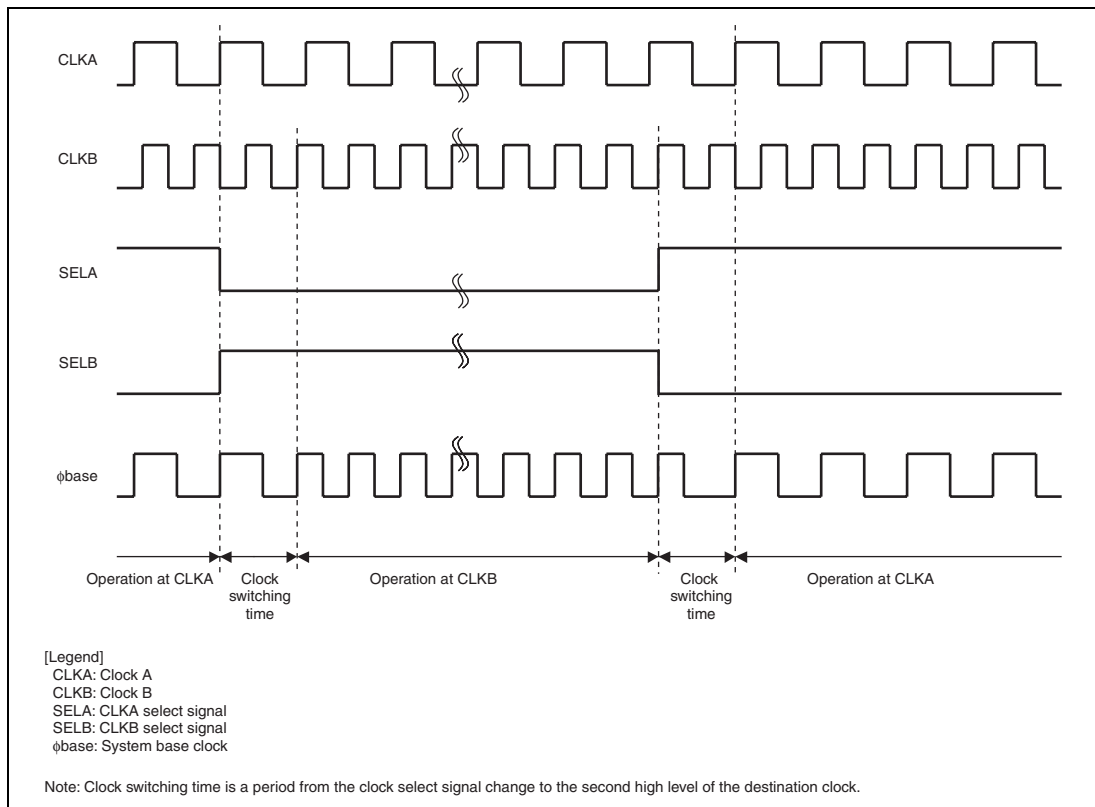 CLKA
CLKB
SELA
SELB
ϕbase
Operation at CLKA
Clock
switching
time
Operation at CLKB
Clock
switching
time
Operation at CLKA
[Legend]
CLKA: Clock A
CLKB: Clock B
SELA: CLKA select signal
SELB: CLKB select signal
ϕbase: System base clock
Note: Clock switching time is a period from the clock select signal change to the second high level of the destination clock.